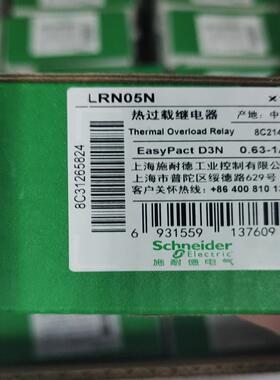 LRN05N
热过载继电器
Thermal Overload Relay
EasyPact D3N 0.63-1
上海施耐德工业控制有限公
上海市普陀区绥德路629号
客户关怀热线：+86 400 810 1
6 931559 137609
Schneider
Electric
施耐德电气
8C31265824
产地：中
8C214